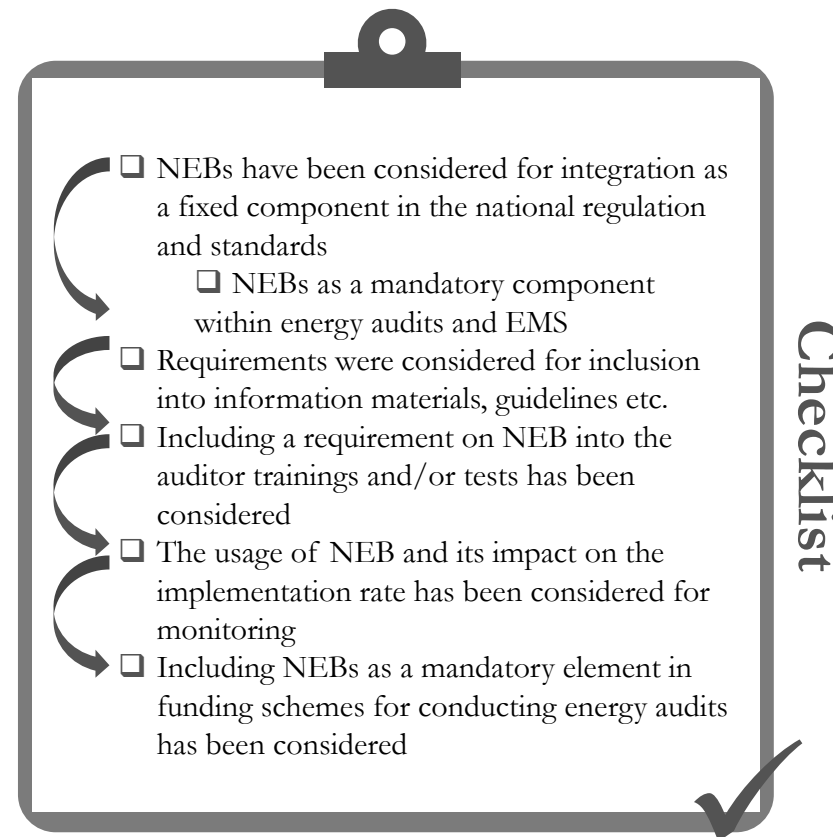 ❑ NEBs have been considered for integration as
a fixed component in the national regulation
and standards
❑ NEBs as a mandatory component
within energy audits and EMS
❑ Requirements were considered for inclusion
into information materials, guidelines etc.
❑ Including a requirement on NEB into the
auditor trainings and/or tests has been
considered
❑ The usage of NEB and its impact on the
implementation rate has been considered for
monitoring
❑ Including NEBs as a mandatory element in
funding schemes for conducting energy audits
has been considered
Checklist